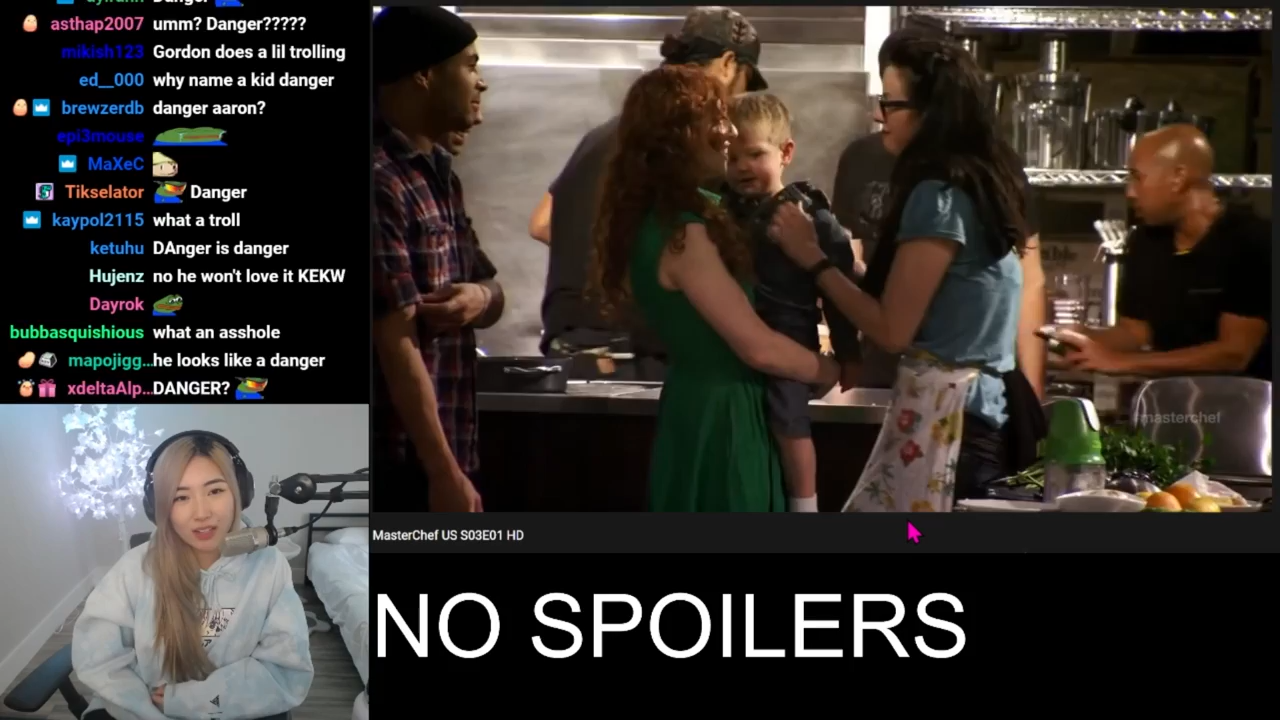 Danger
asthap2007 umm? Danger?????
mikish123 Gordon does a lil trolling
ed__000 why name a kid danger
brewzerdb danger aaron?
epi3mouse
MaXeC
Tikselator Danger
kaypol2115 what a troll
ketuhu DAnger is danger
Hujenz no he won't love it KEKW
Dayrok
bubbasquishious what an asshole
mapojigg... he looks like a danger
xdeltaAlp... DANGER?
#masterchef
MasterChef US S03E01 HD
NO SPOILERS